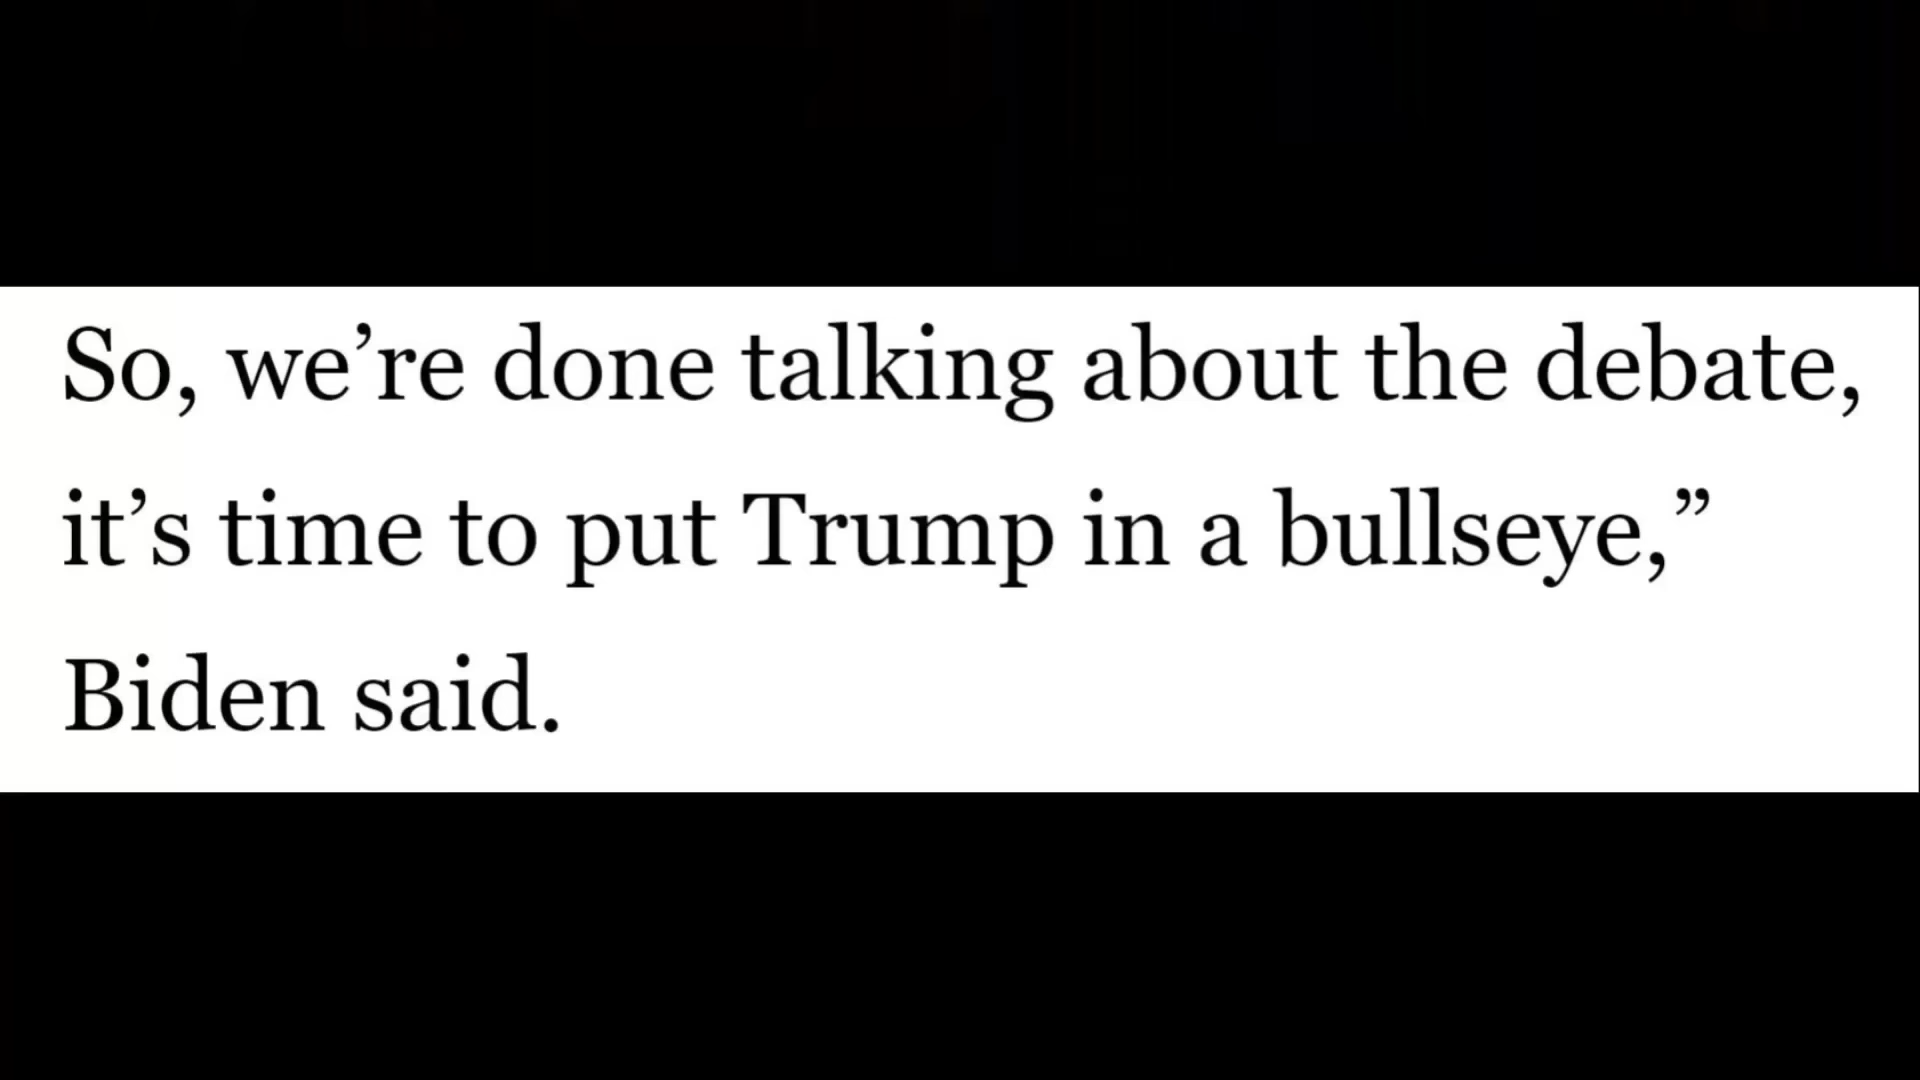 So, we’re done talking about the debate,
it’s time to put Trump in a bullseye,”
Biden said.